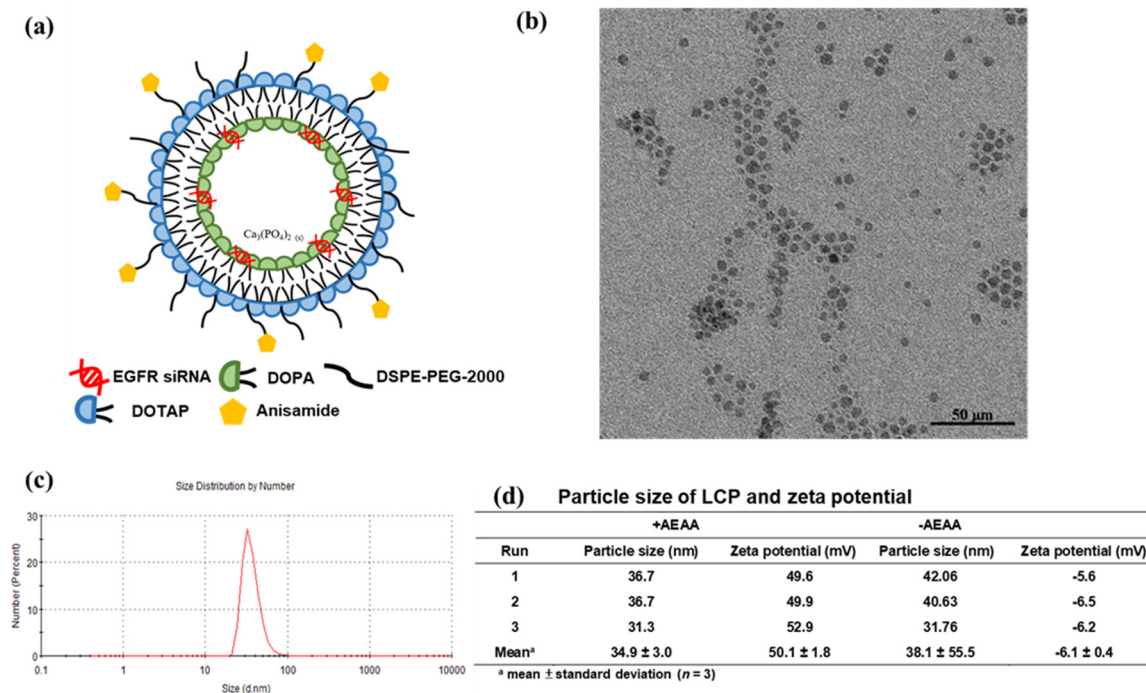 (a)
Ca3(PO4)2 (s)
EGFR siRNA DOPA DSPE-PEG-2000
DOTAP Anisamide
(b)
50 µm
(c)
Size Distribution by Number
Number (Percent)
30
20
10
0
0.1 1 10 100 1000 10000
Size (d.nm)
(d) Particle size of LCP and zeta potential
+AEAA -AEAA
Run Particle size (nm) Zeta potential (mV) Particle size (nm) Zeta potential (mV)
1 36.7 49.6 42.06 -5.6
2 36.7 49.9 40.63 -6.5
3 31.3 52.9 31.76 -6.2
Meanᵃ 34.9 ± 3.0 50.1 ± 1.8 38.1 ± 55.5 -6.1 ± 0.4
ᵃ mean ± standard deviation (n = 3)